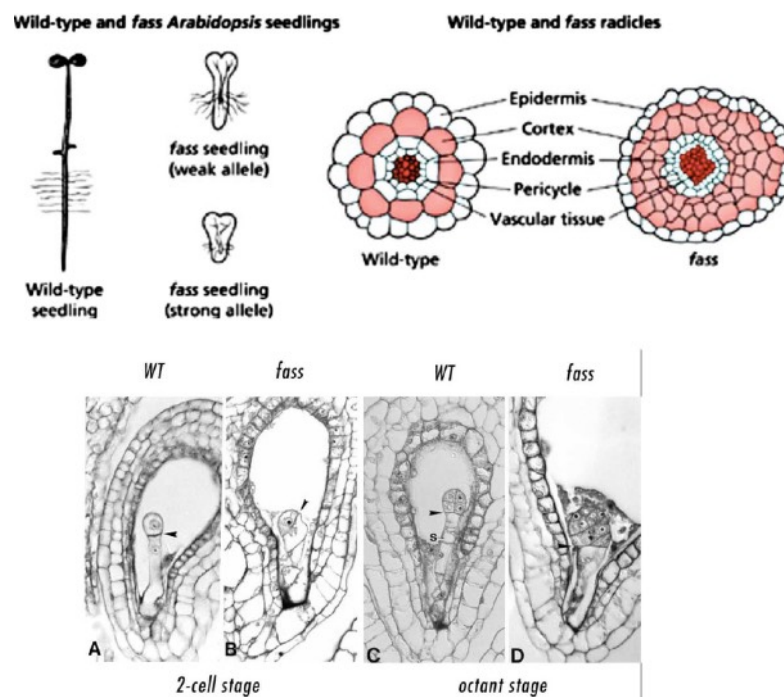 Wild-type and fass Arabidopsis seedlings
Wild-type and fass radicles
fass seedling
(weak allele)
Wild-type
seedling
fass seedling
(strong allele)
Epidermis
Cortex
Endodermis
Pericycle
Vascular tissue
Wild-type
fass
WT
fass
WT
fass
S
A
B
C
D
2-cell stage
octant stage